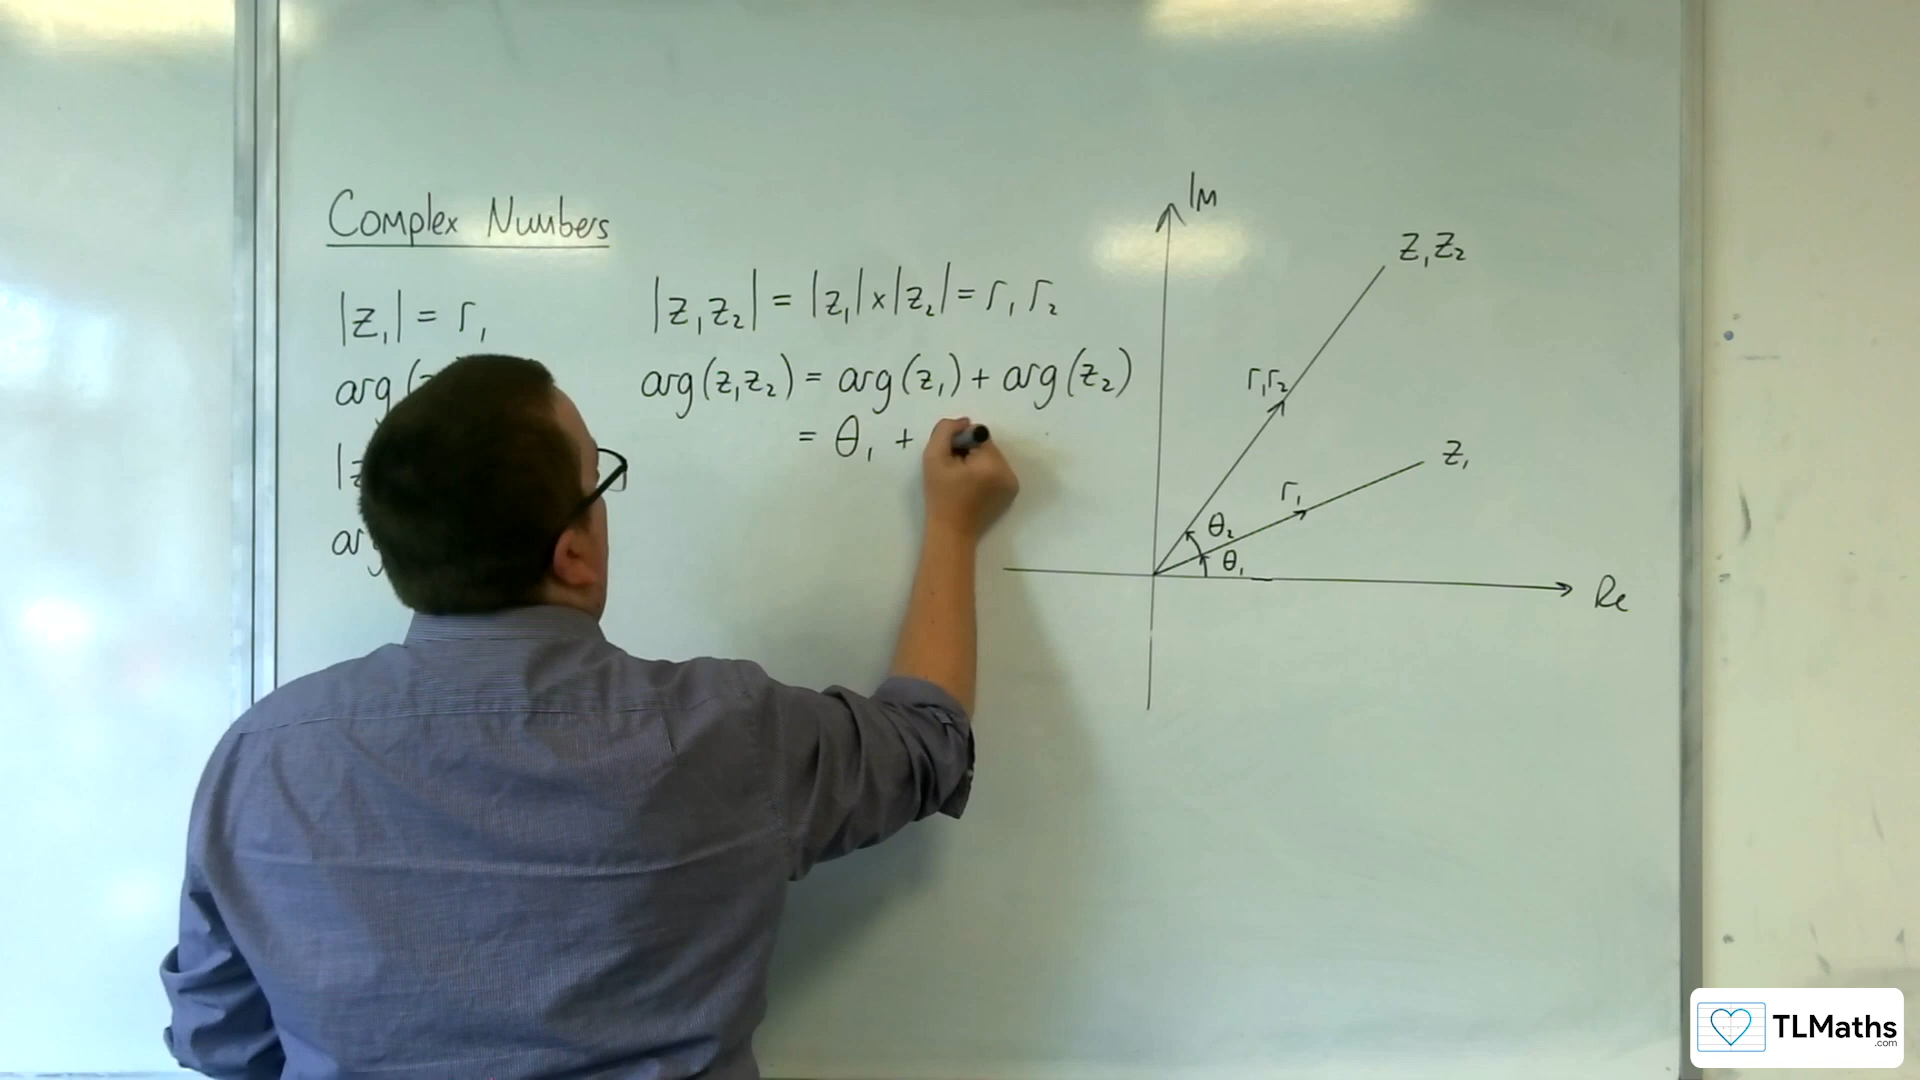 Complex Numbers
|z₁| = r₁
arg(
|z
ar
|z₁z₂| = |z₁|×|z₂| = r₁r₂
arg(z₁z₂) = arg(z₁) + arg(z₂)
= θ₁ +
Im
z₁z₂
r₁r₂
z₁
r₁
θ₂
θ₁
Re
TLMaths
.com